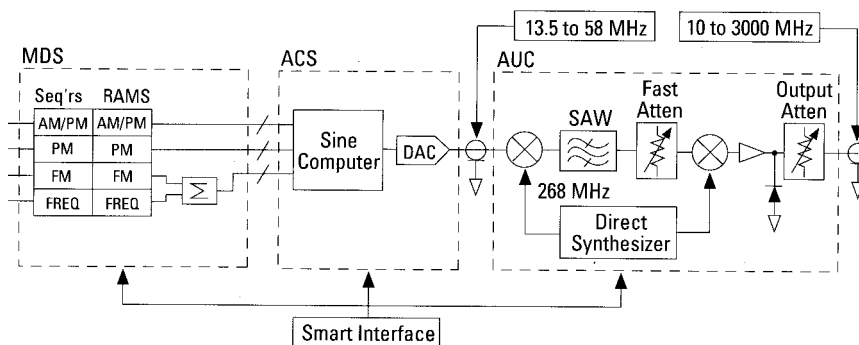 13.5 to 58 MHz
10 to 3000 MHz
MDS
ACS
AUC
Seq'rs RAMS
AM/PM AM/PM
PM PM
FM FM
FREQ FREQ
Σ
Sine
Computer
DAC
SAW
Fast
Atten
Output
Atten
268 MHz
Direct
Synthesizer
Smart Interface